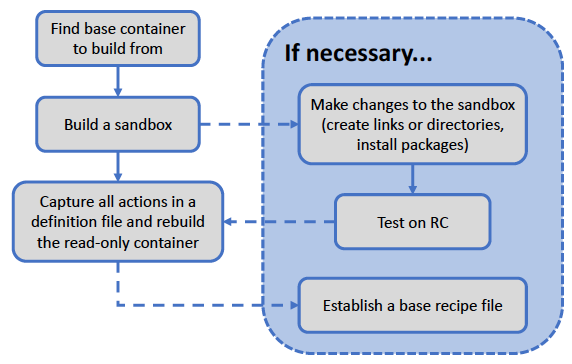 Find base container
to build from
Build a sandbox
Capture all actions in a
definition file and rebuild
the read-only container
If necessary...
Make changes to the sandbox
(create links or directories,
install packages)
Test on RC
Establish a base recipe file